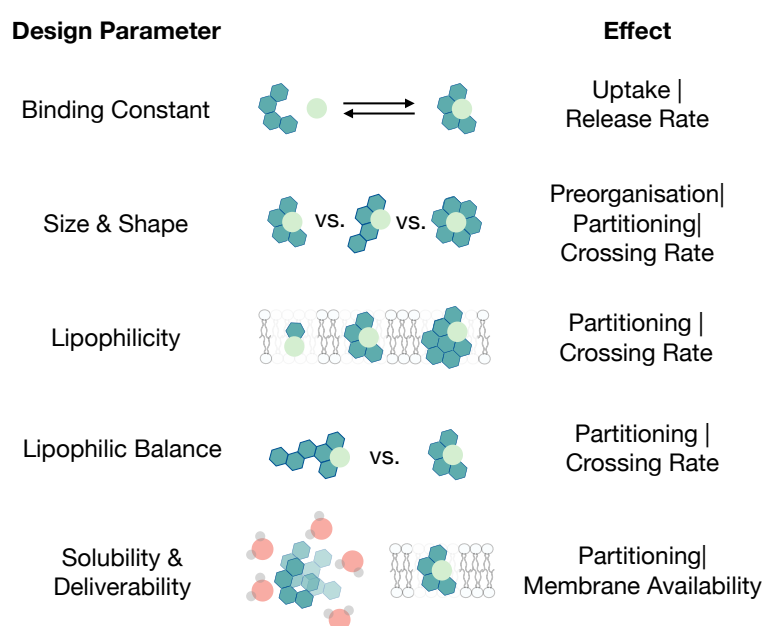 Design Parameter
Effect
Binding Constant
Uptake |
Release Rate
Size & Shape
vs.
vs.
Preorganisation|
Partitioning|
Crossing Rate
Lipophilicity
Partitioning |
Crossing Rate
Lipophilic Balance
vs.
Partitioning |
Crossing Rate
Solubility &
Deliverability
Partitioning|
Membrane Availability